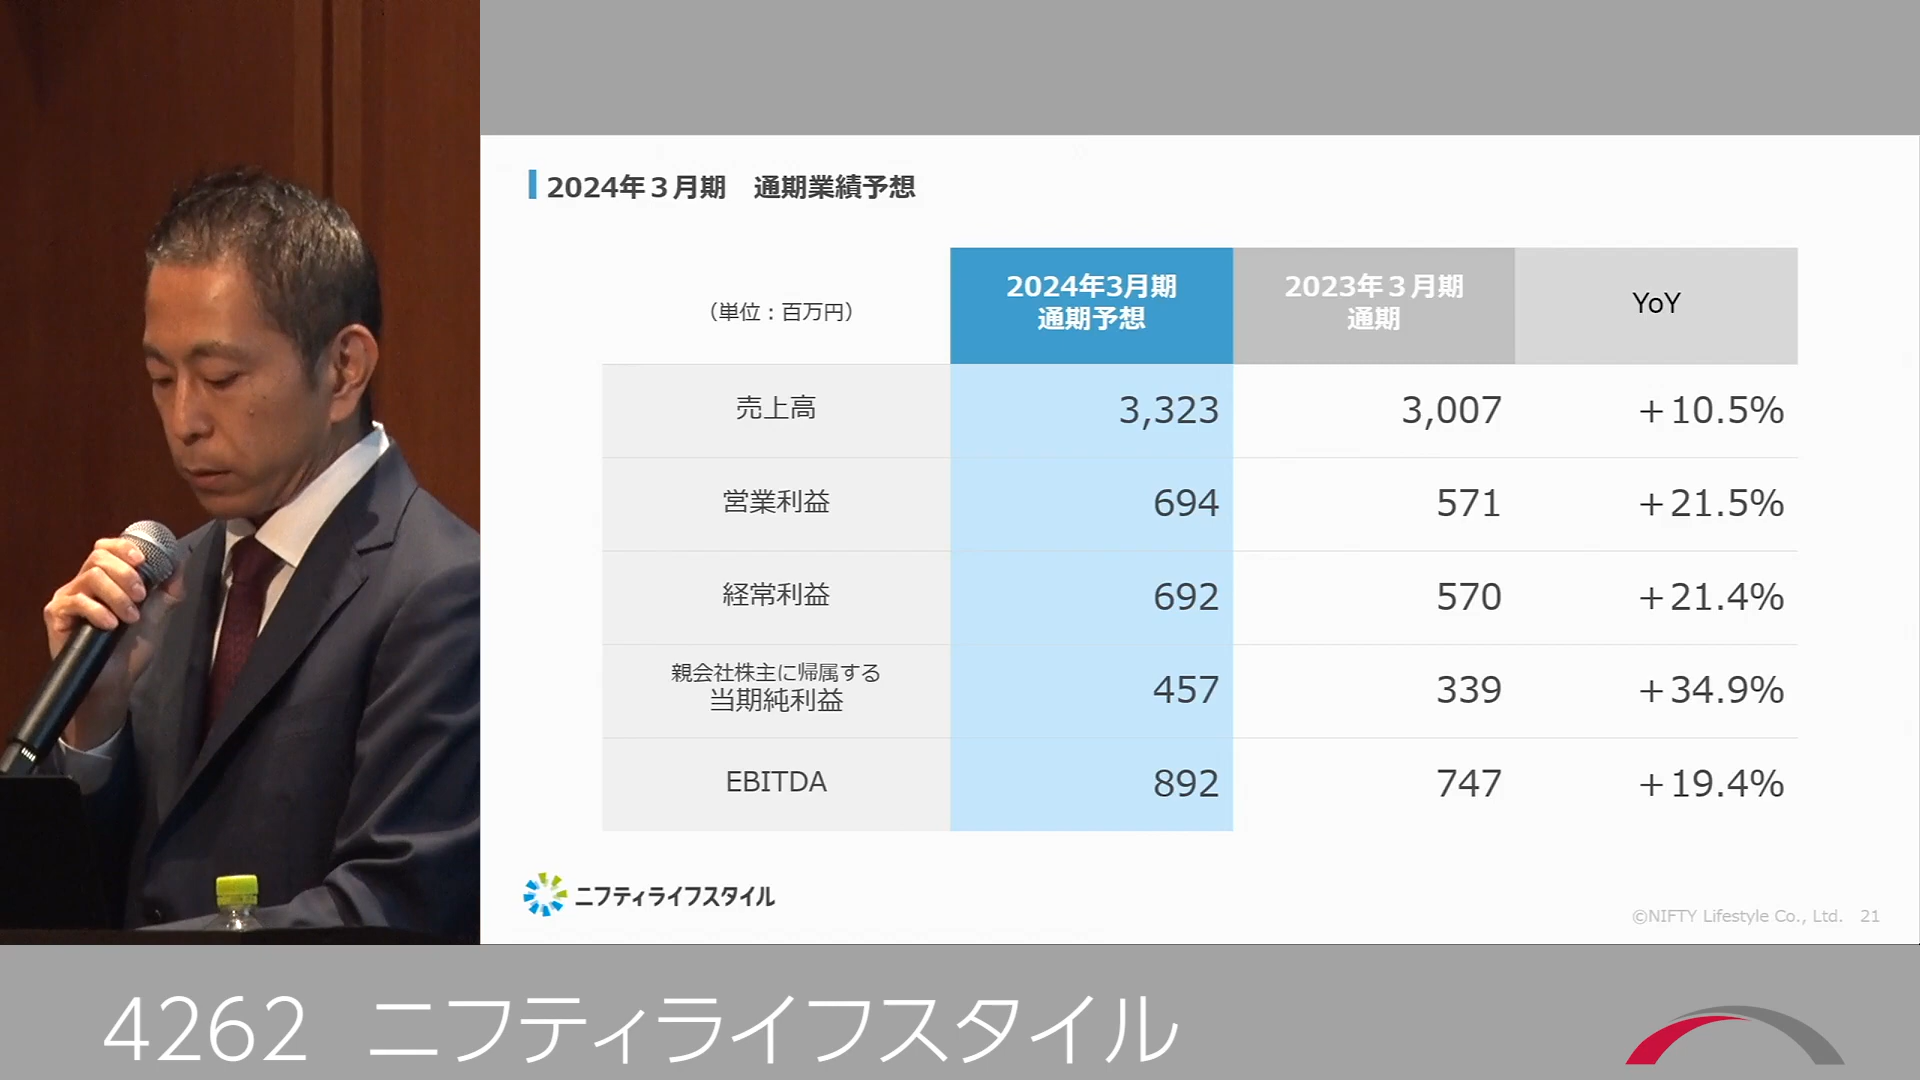 2024年３月期　通期業績予想
（単位：百万円）
2024年3月期
通期予想
2023年３月期
通期
YoY
売上高
3,323
3,007
＋10.5%
営業利益
694
571
＋21.5%
経常利益
692
570
＋21.4%
親会社株主に帰属する
当期純利益
457
339
＋34.9%
EBITDA
892
747
＋19.4%
ニフティライフスタイル
©NIFTY Lifestyle Co., Ltd. 21
4262 ニフティライフスタイル